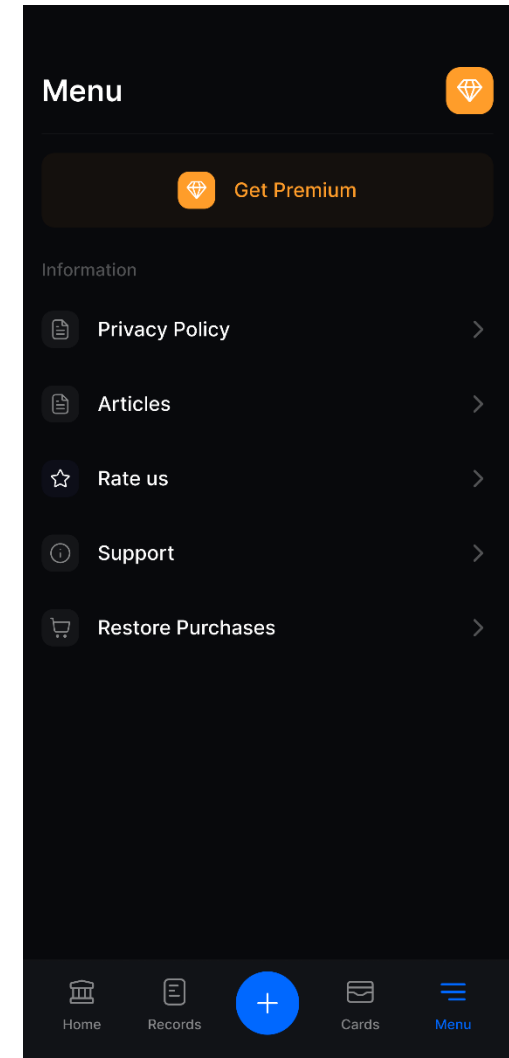 Menu
Get Premium
Information
Privacy Policy
Articles
Rate us
Support
Restore Purchases
Home
Records
Cards
Menu